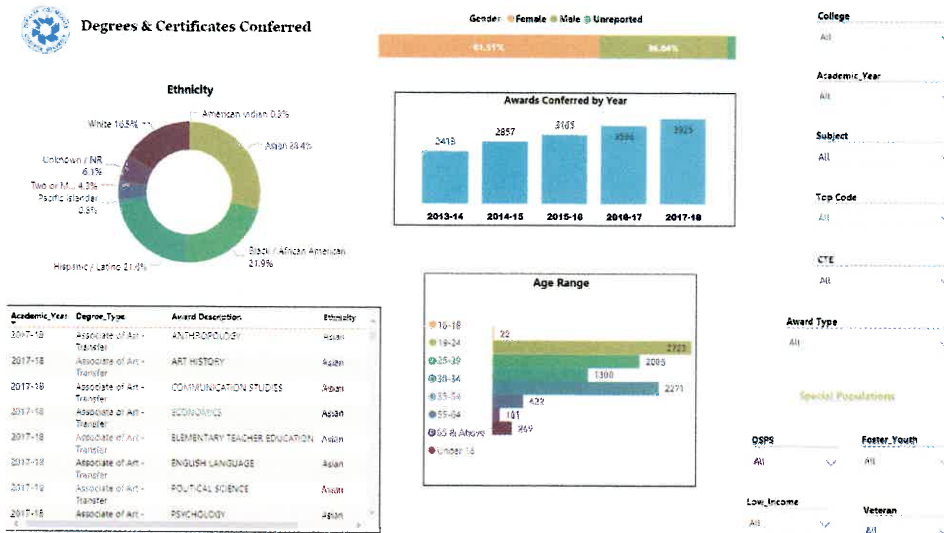 Degrees & Certificates Conferred
Gender Female Male Unreported
61.51% 36.04%
Ethnicity
American Indian 0.3%
White 16.5%
Asian 28.4%
Unknown / NR
6.1%
Two or M... 4.3%
Pacific Islander
0.8%
Hispanic / Latino 21.6%
Black / African American
21.9%
Awards Conferred by Year
2418 2857 3165 3596 3925
2013-14 2014-15 2015-16 2016-17 2017-18
Academic_Year Degree_Type Award Description Ethnicity
2017-18 Associate of Art - Transfer ANTHROPOLOGY Asian
2017-18 Associate of Art - Transfer ART HISTORY Asian
2017-18 Associate of Art - Transfer COMMUNICATION STUDIES Asian
2017-18 Associate of Art - Transfer ECONOMICS Asian
2017-18 Associate of Art - Transfer ELEMENTARY TEACHER EDUCATION Asian
2017-18 Associate of Art - Transfer ENGLISH LANGUAGE Asian
2017-18 Associate of Art - Transfer POLITICAL SCIENCE Asian
2017-18 Associate of Art - PSYCHOLOGY Asian
Age Range
16-18 22
19-24 2723
25-29 2005
30-34 1300
35-54 2271
55-64
65 & Above 101
Under 16 869
College
All
Academic_Year
All
Subject
All
Top Code
All
CTE
All
Award Type
All
Special Populations
DSPS Foster_Youth
All All
Low_Income Veteran
All All